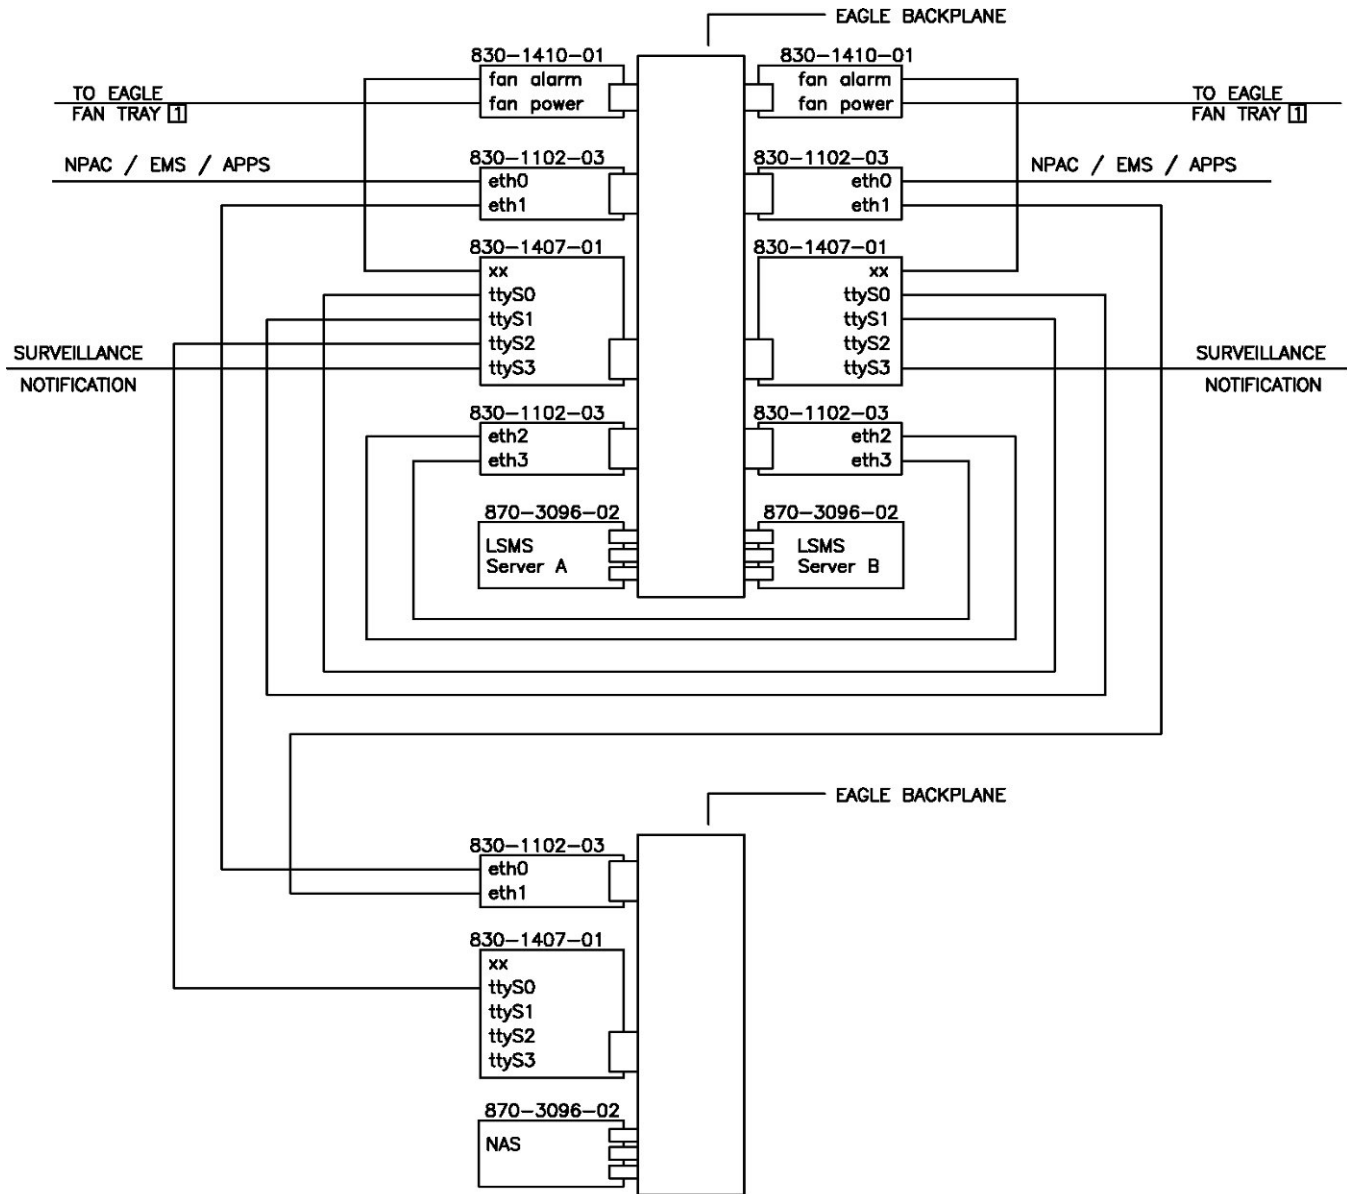 EAGLE BACKPLANE
830-1410-01
fan alarm
fan power
TO EAGLE
FAN TRAY 1
830-1410-01
fan alarm
fan power
TO EAGLE
FAN TRAY 1
NPAC / EMS / APPS
830-1102-03
eth0
eth1
830-1102-03
eth0
eth1
NPAC / EMS / APPS
830-1407-01
xx
ttyS0
ttyS1
ttyS2
ttyS3
SURVEILLANCE
NOTIFICATION
830-1407-01
xx
ttyS0
ttyS1
ttyS2
ttyS3
SURVEILLANCE
NOTIFICATION
830-1102-03
eth2
eth3
830-1102-03
eth2
eth3
870-3096-02
LSMS
Server A
870-3096-02
LSMS
Server B
EAGLE BACKPLANE
830-1102-03
eth0
eth1
830-1407-01
xx
ttyS0
ttyS1
ttyS2
ttyS3
870-3096-02
NAS